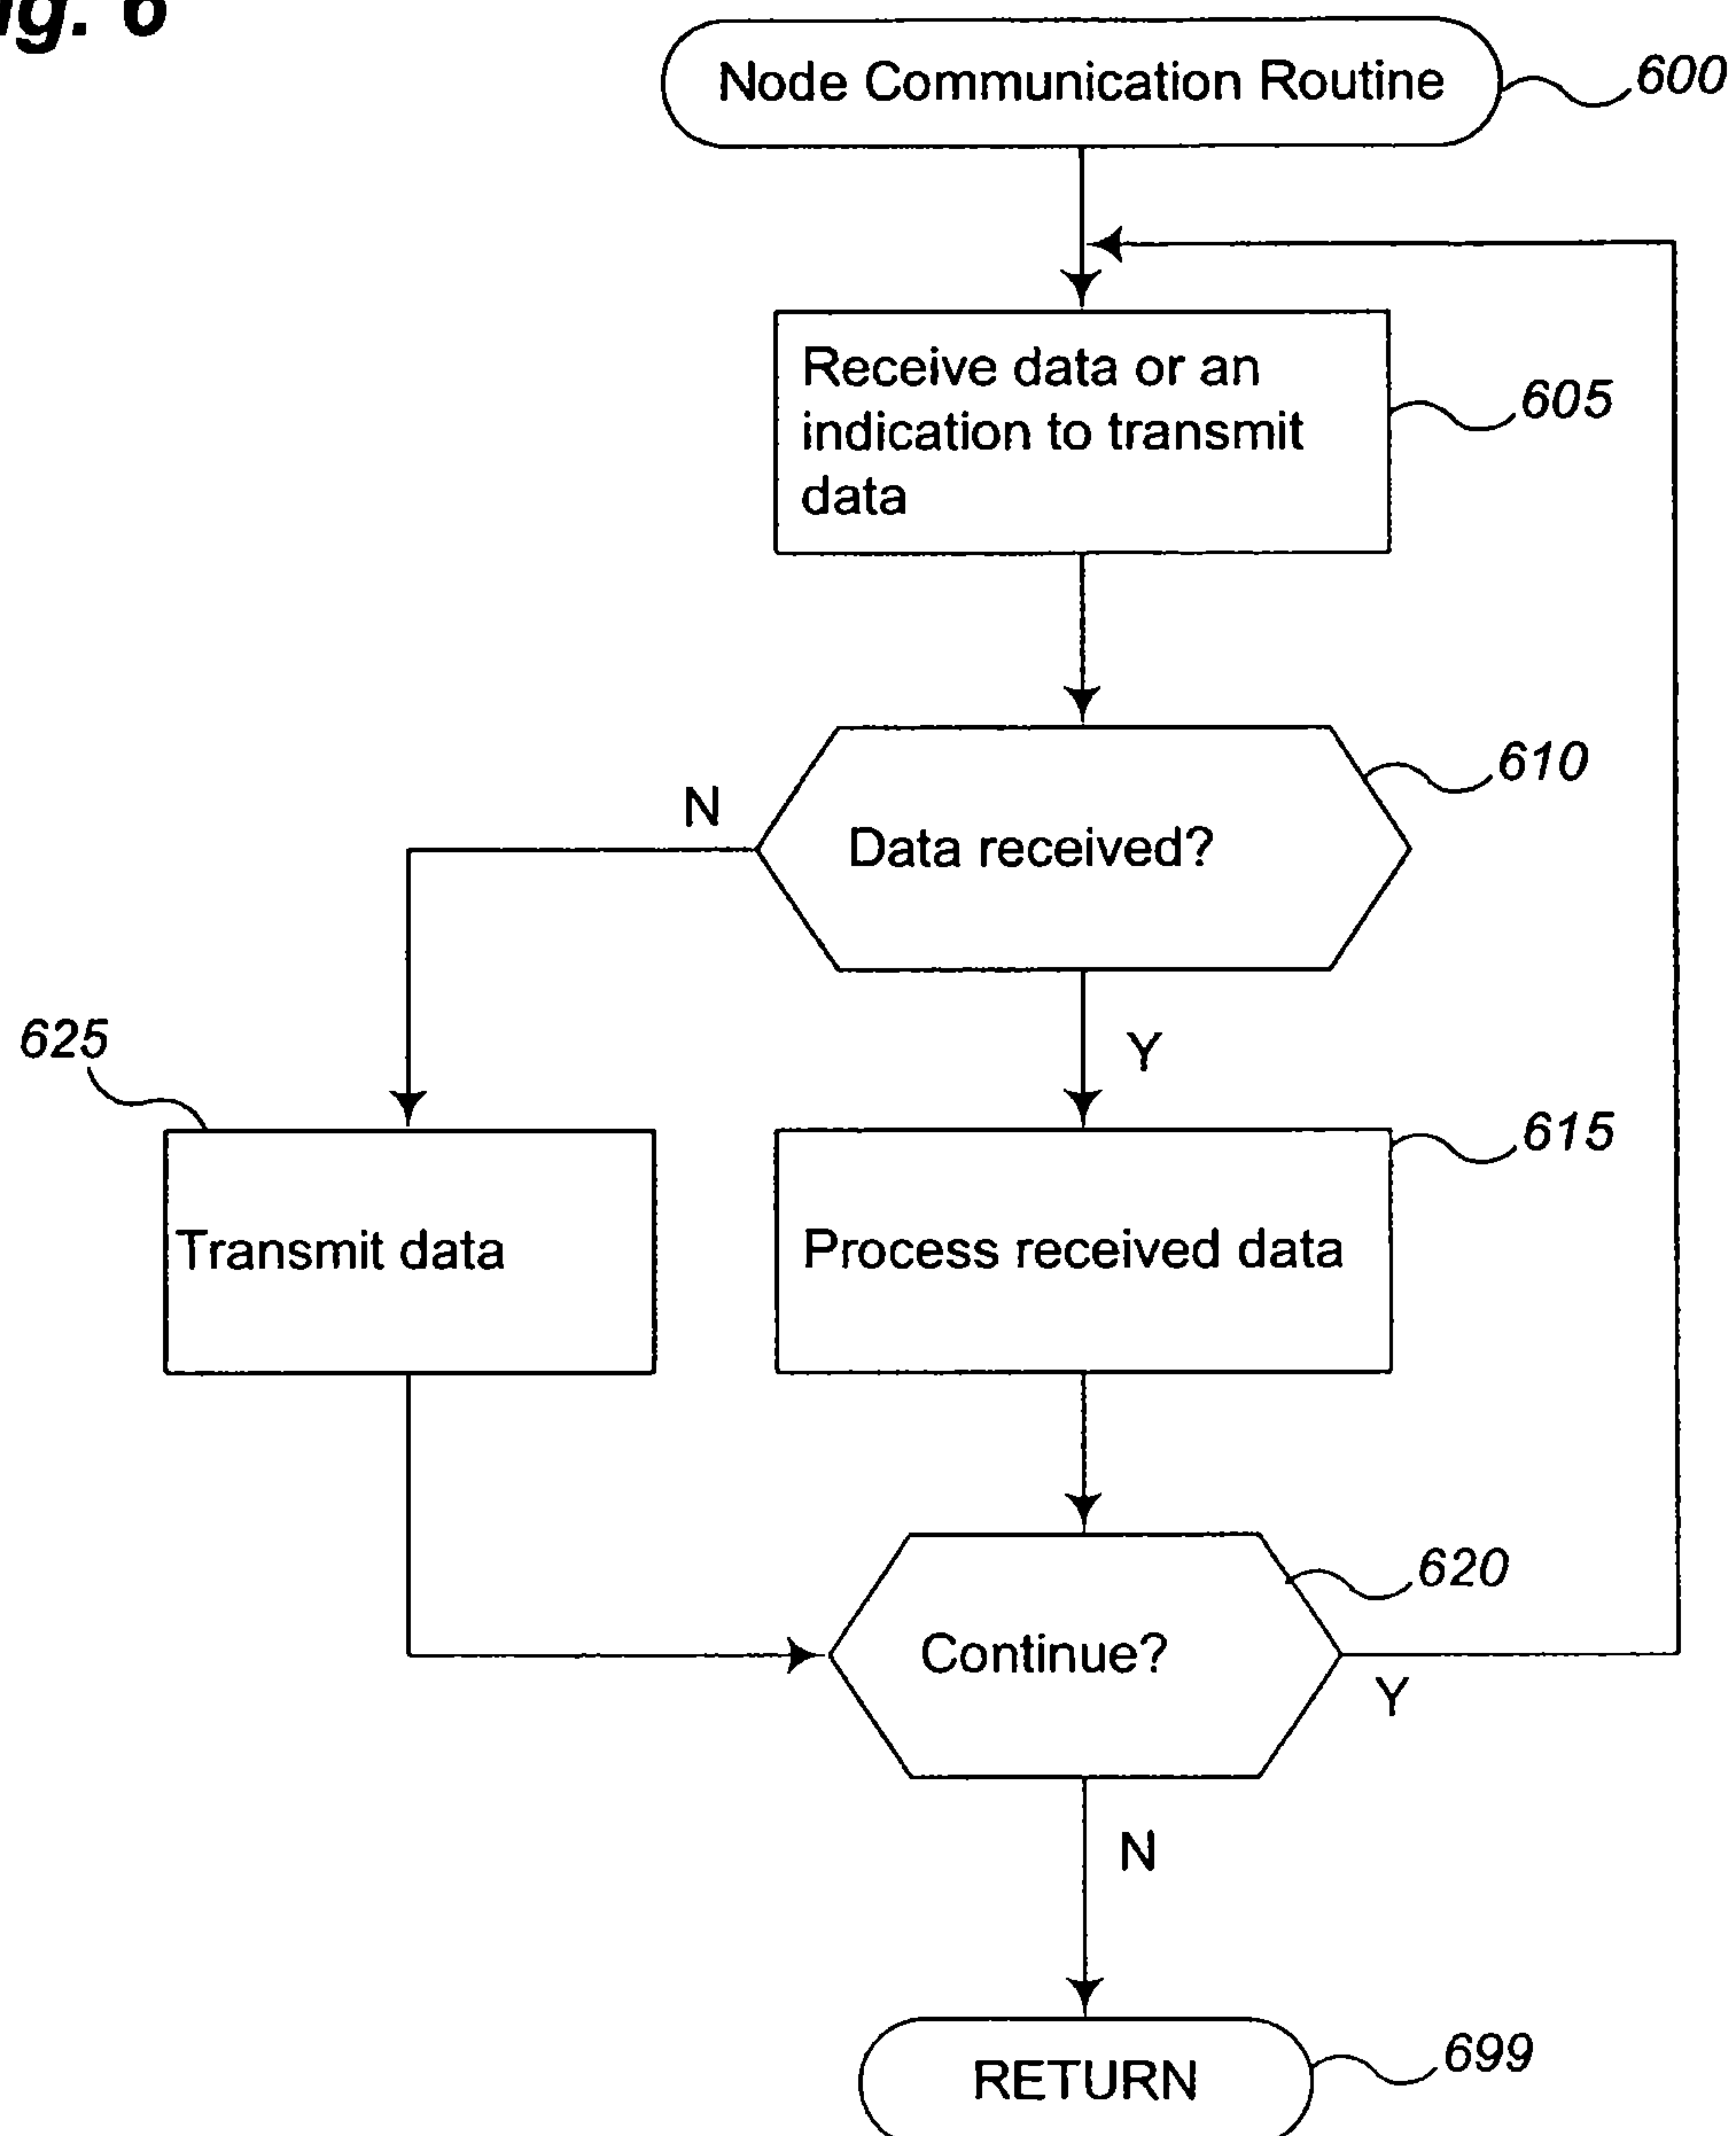 ig. 6
Node Communication Routine
600
Receive data or an
indication to transmit
data
605
610
N
Data received?
625
Y
615
Transmit data
Process received data
620
Continue?
Y
N
RETURN
699